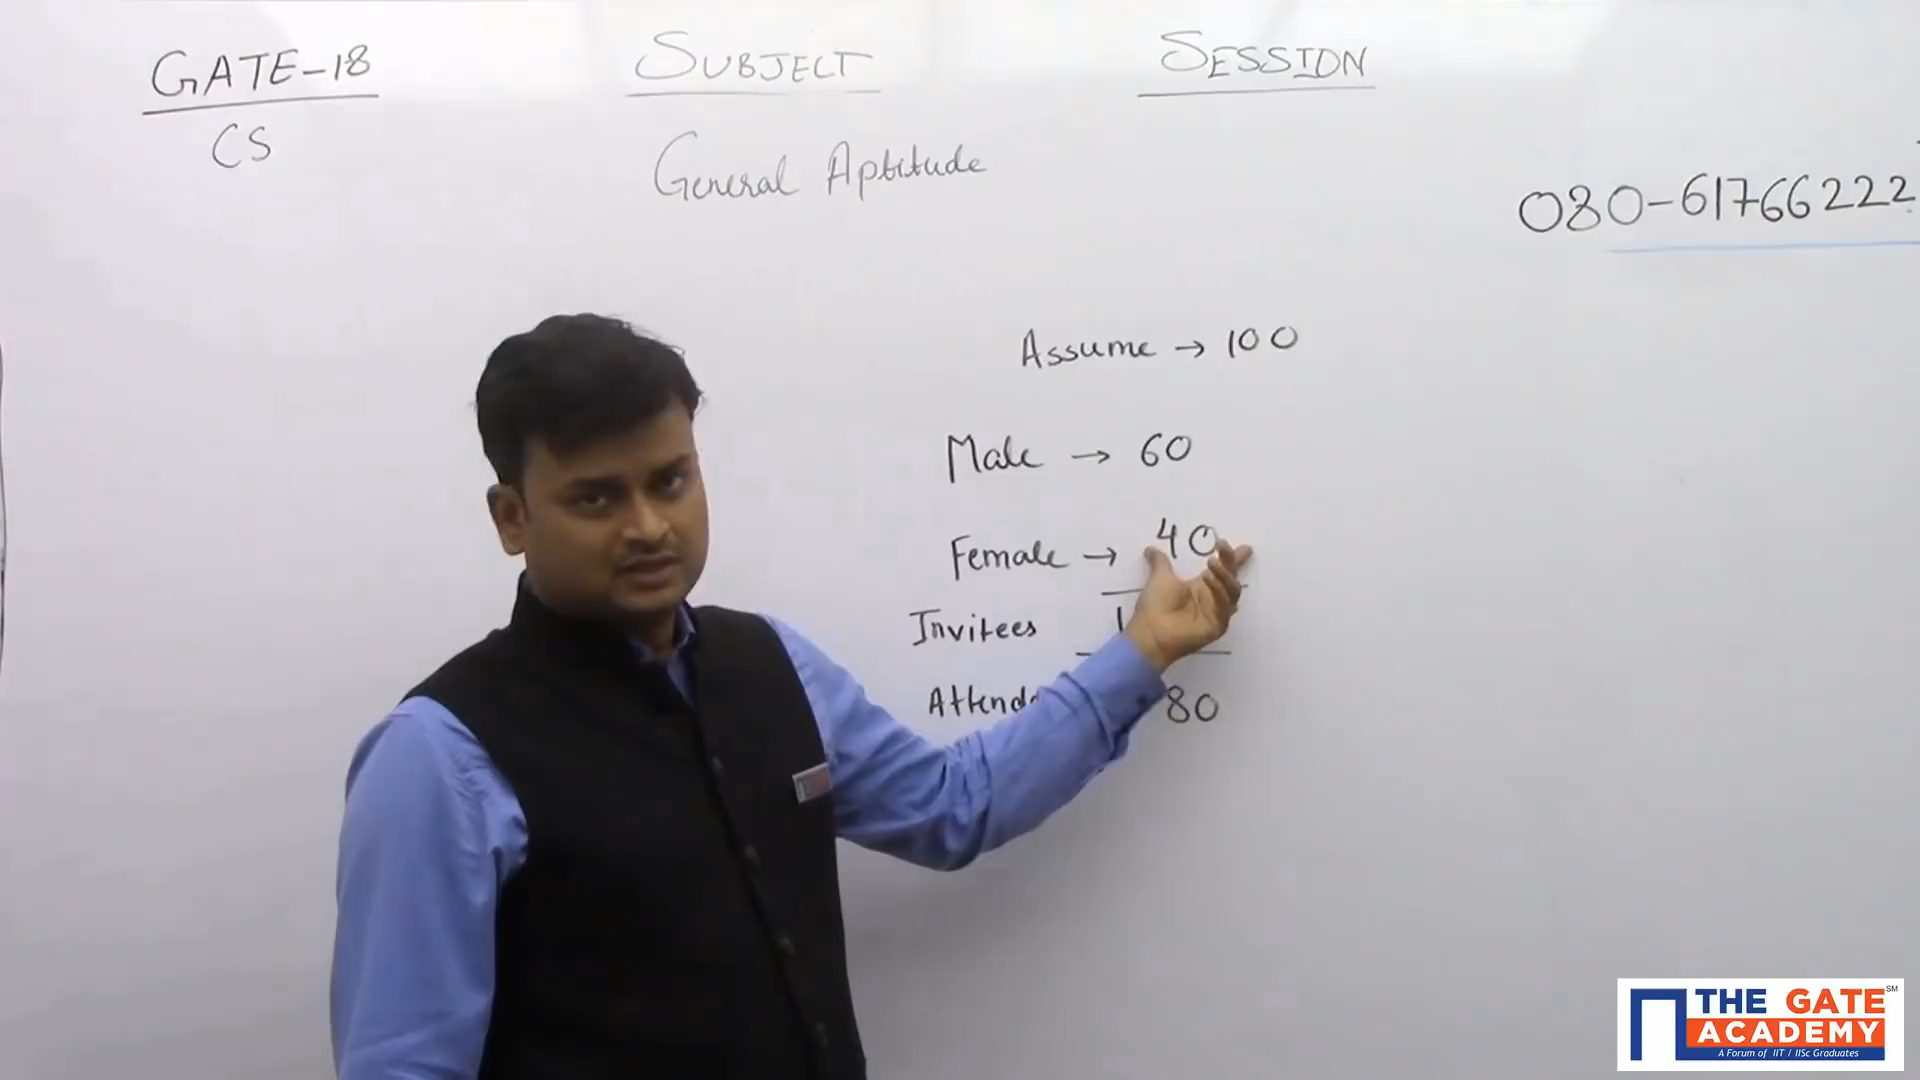 GATE-18
SUBJECT
SESSION
CS
General Aptitude
080-61766222
Assume → 100
Male → 60
Female → 40
Invitees
80
THE GATE
SM
ACADEMY
A Forum of IIT / IISc Graduates